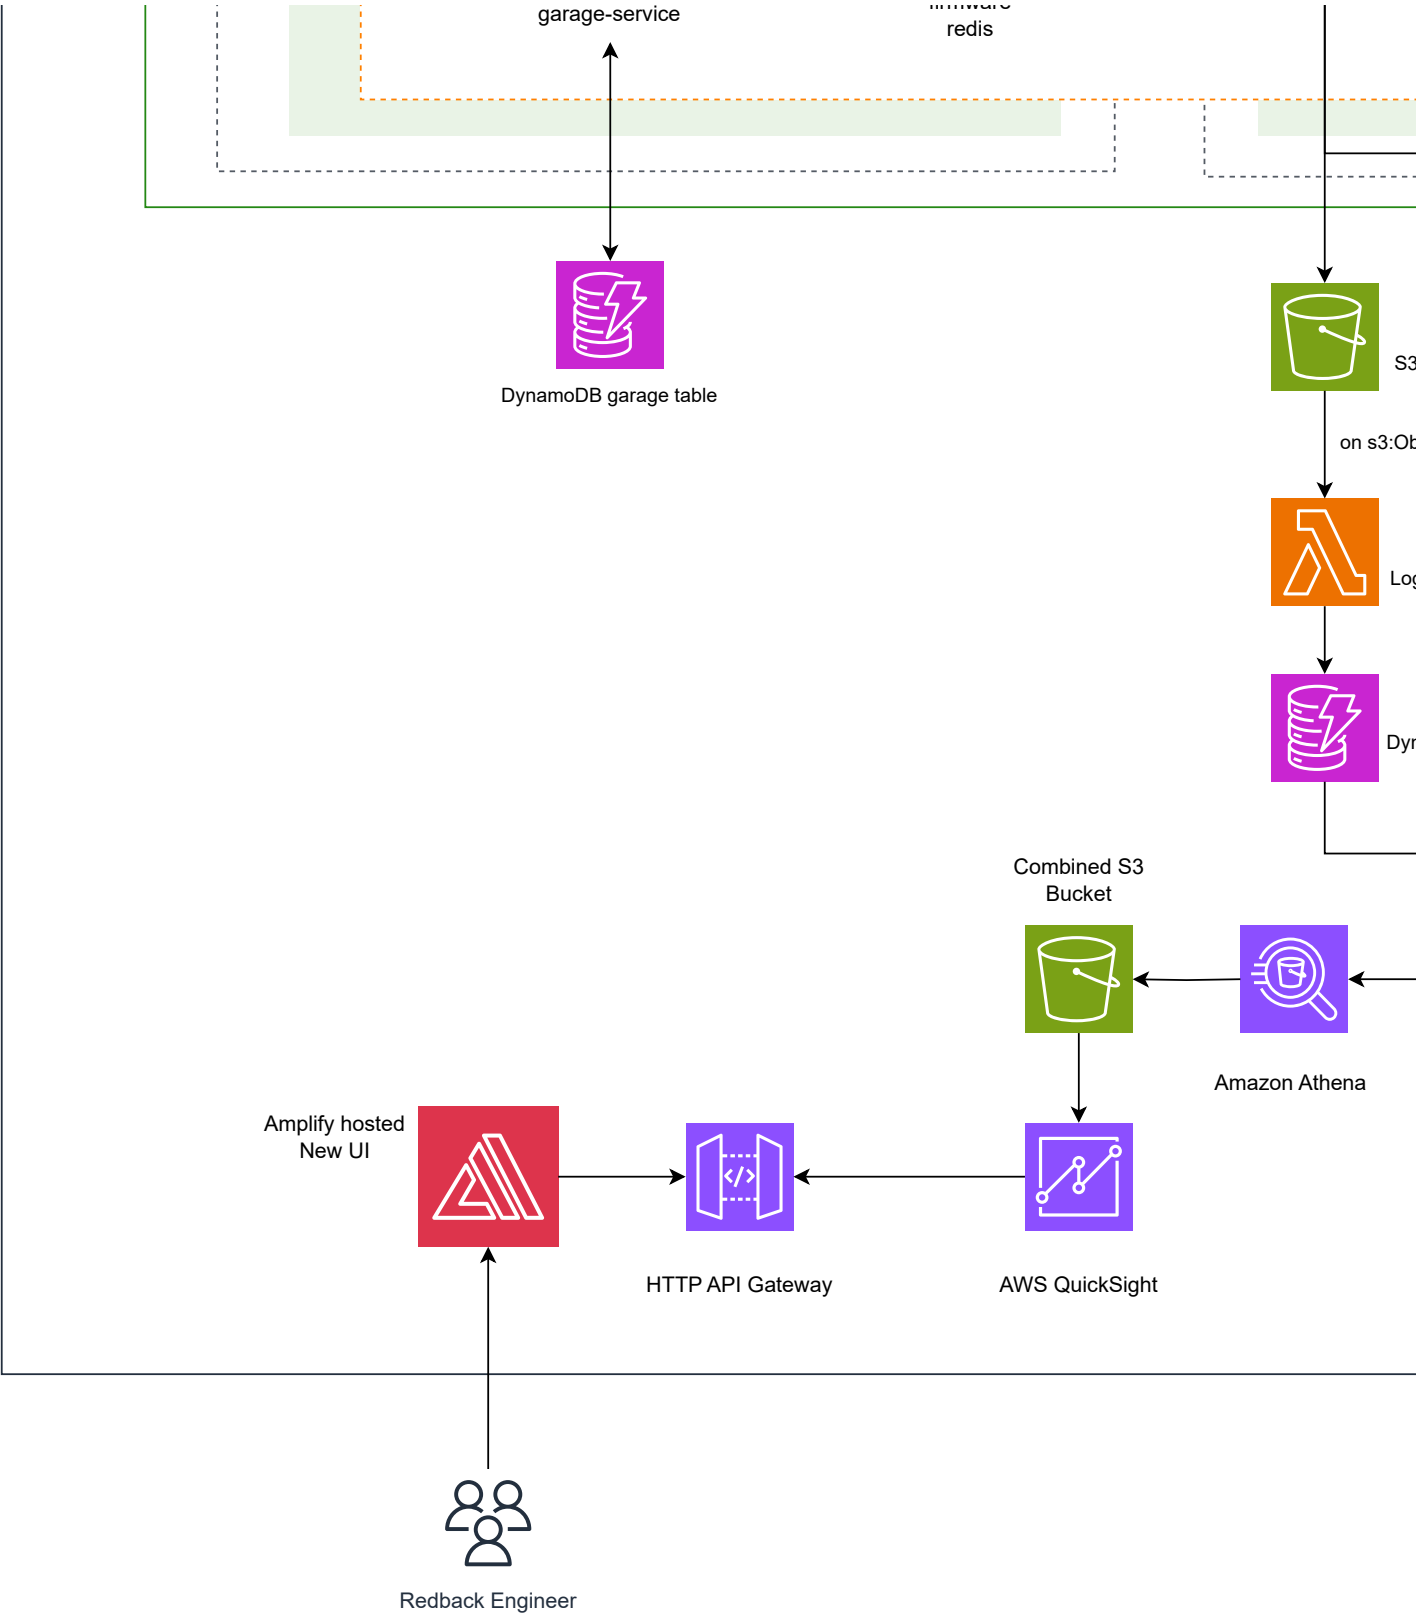 garage-service
redis
DynamoDB garage table
S3
on s3:Ob
Log
Combined S3
Bucket
Amazon Athena
Amplify hosted
New UI
HTTP API Gateway
AWS QuickSight
Redback Engineer